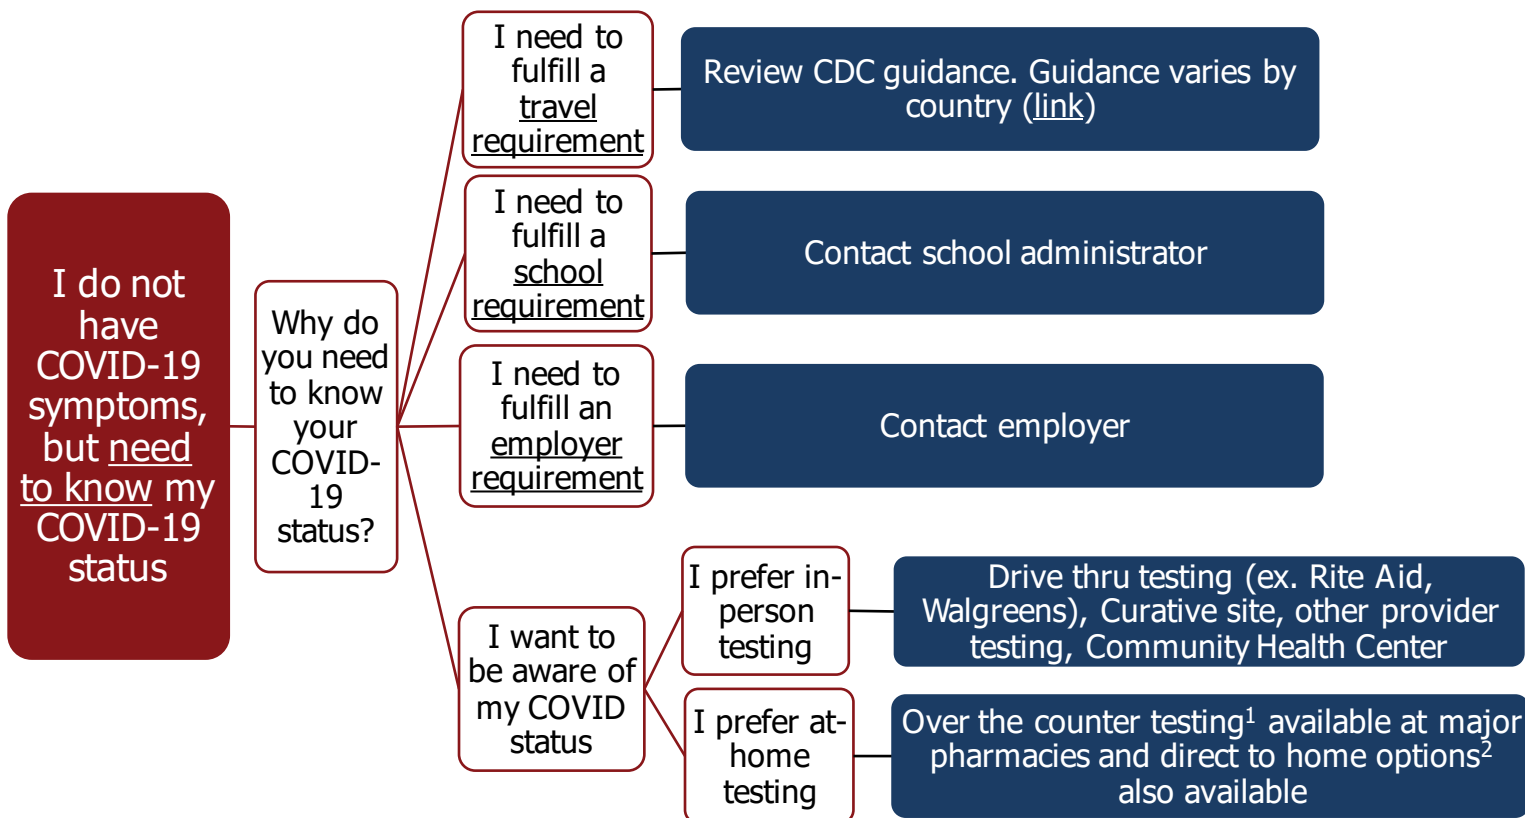 I do not
have
COVID-19
symptoms,
but need
to know my
COVID-19
status
Why do
you need
to know
your
COVID-
19
status?
I need to
fulfill a
travel
requirement
Review CDC guidance. Guidance varies by
country (link)
I need to
fulfill a
school
requirement
Contact school administrator
I need to
fulfill an
employer
requirement
Contact employer
I want to
be aware of
my COVID
status
I prefer in-
person
testing
Drive thru testing (ex. Rite Aid,
Walgreens), Curative site, other provider
testing, Community Health Center
I prefer at-
home
testing
Over the counter testing¹ available at major
pharmacies and direct to home options²
also available